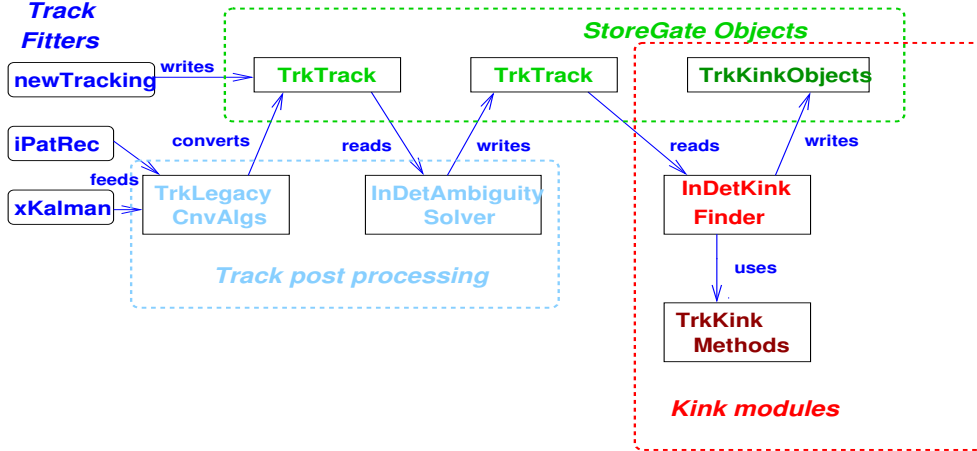 Track
Fitters
StoreGate Objects
newTracking
writes
TrkTrack
TrkTrack
TrkKinkObjects
iPatRec
converts
reads
writes
reads
writes
feeds
xKalman
TrkLegacy
CnvAlgs
InDetAmbiguity
Solver
InDetKink
Finder
Track post processing
uses
TrkKink
Methods
Kink modules